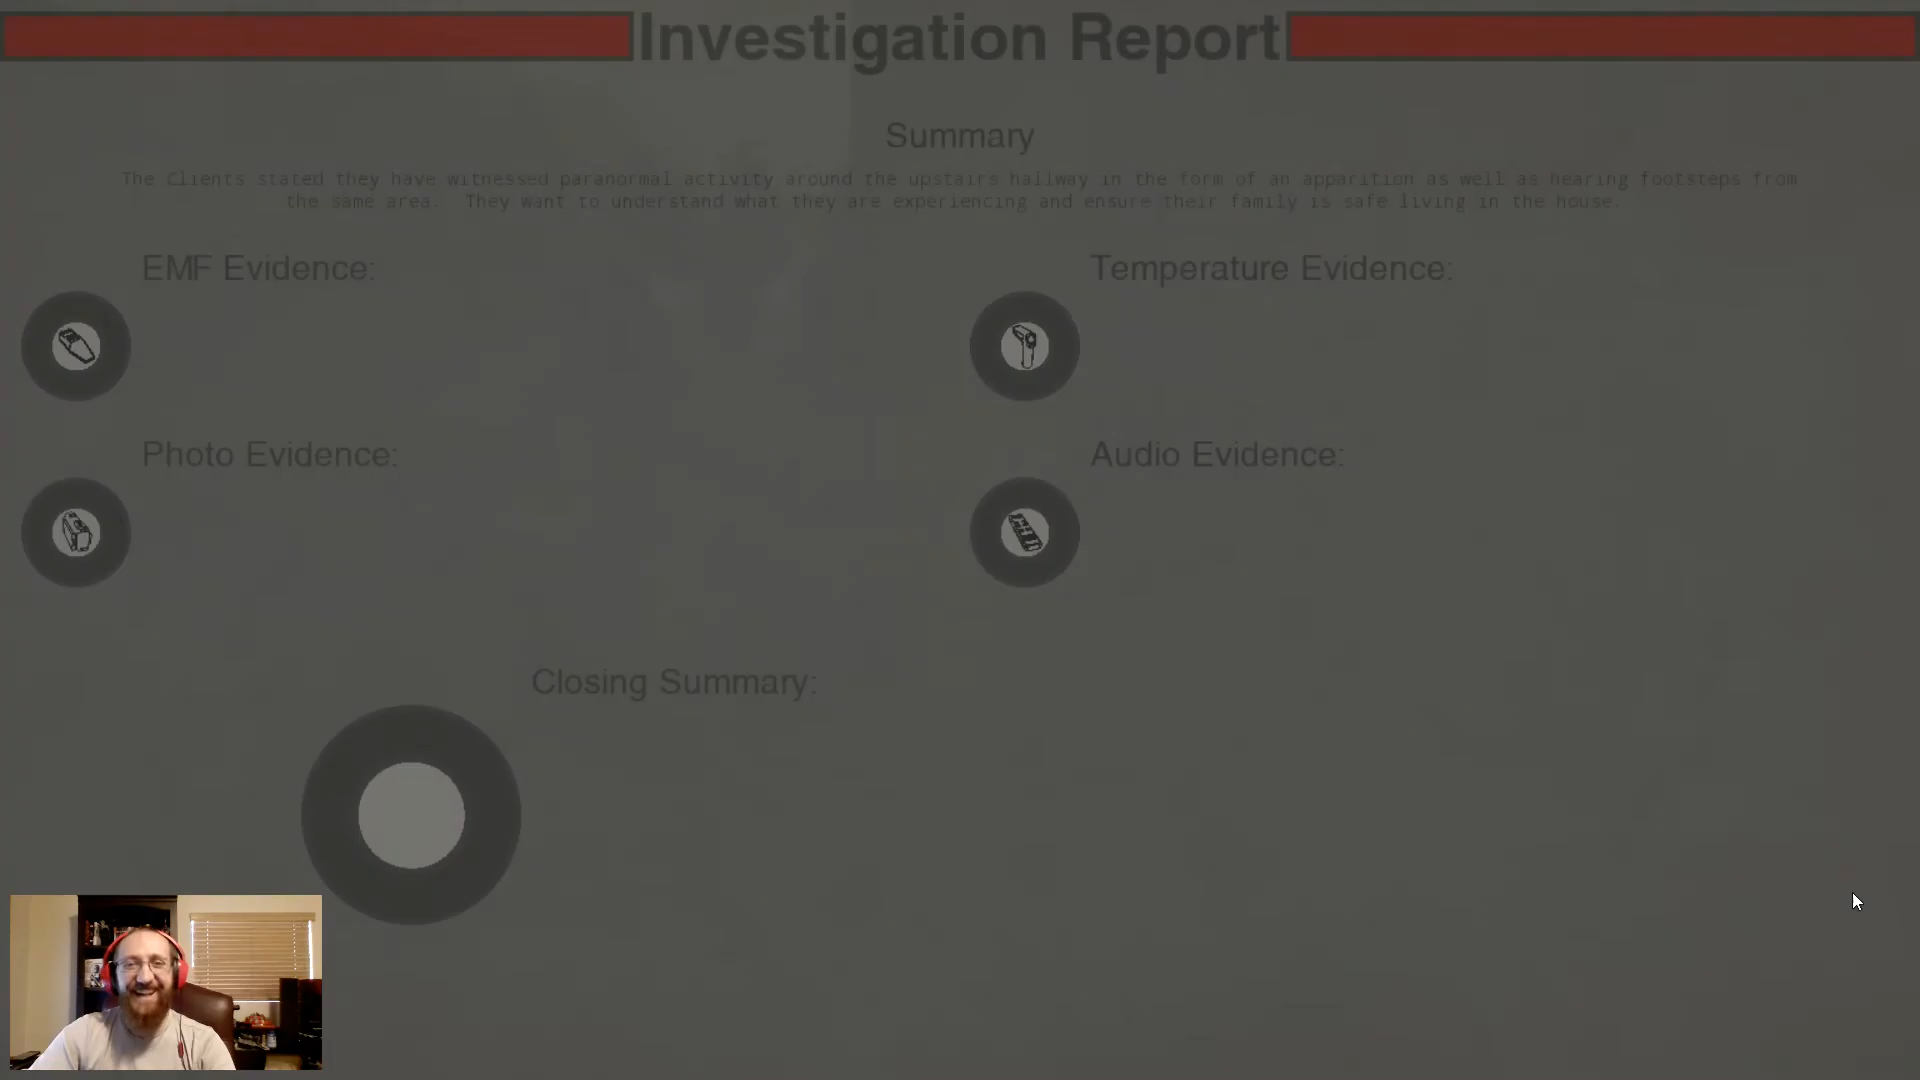 Investigation Report
Summary
The Clients stated they have witnessed paranormal activity around the upstairs hallway in the form of an apparition as well as hearing footsteps from
the same area. They want to understand what they are experiencing and ensure their family is safe living in the house.
EMF Evidence:
Temperature Evidence:
Photo Evidence:
Audio Evidence:
Closing Summary: